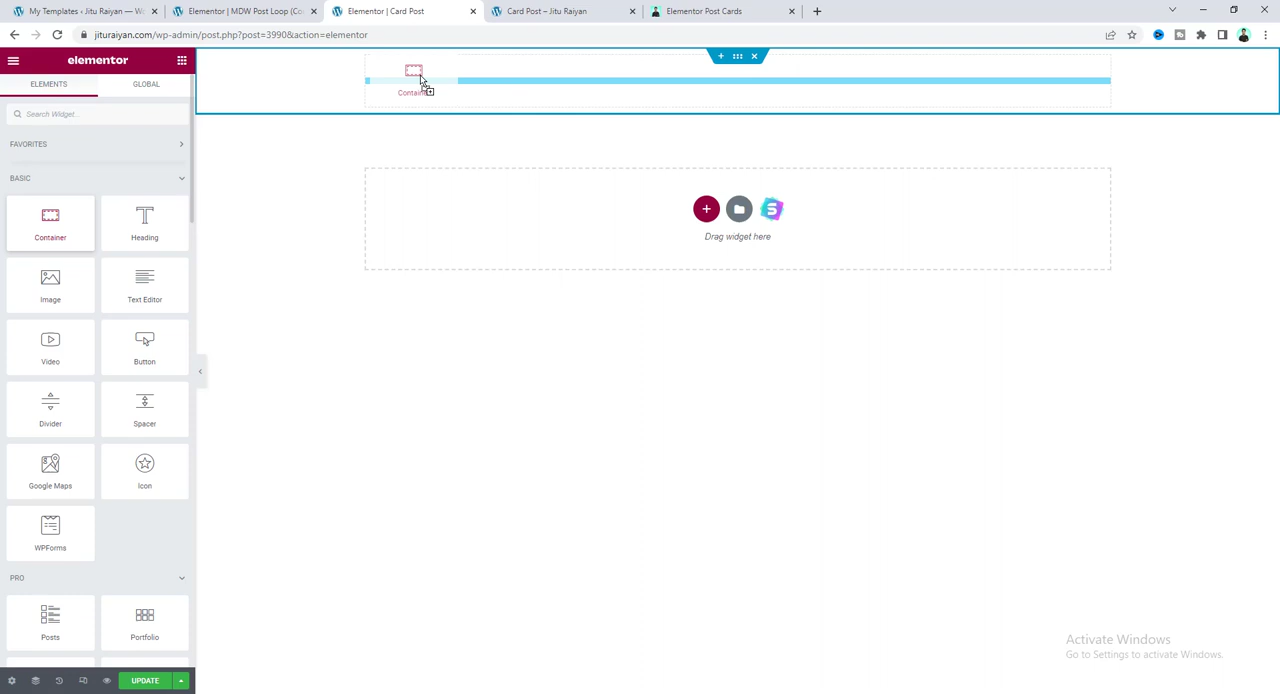 My Templates ‹ Jitu Raiyan — Wo
Elementor | MDW Post Loop (Co
Elementor | Card Post
Card Post – Jitu Raiyan
Elementor Post Cards
jituraiyan.com/wp-admin/post.php?post=3990&action=elementor
elementor
ELEMENTS
GLOBAL
Search Widget...
FAVORITES
BASIC
Container
Heading
Image
Text Editor
Video
Button
Divider
Spacer
Google Maps
Icon
WPForms
PRO
Posts
Portfolio
UPDATE
Container
Drag widget here
Activate Windows
Go to Settings to activate Windows.